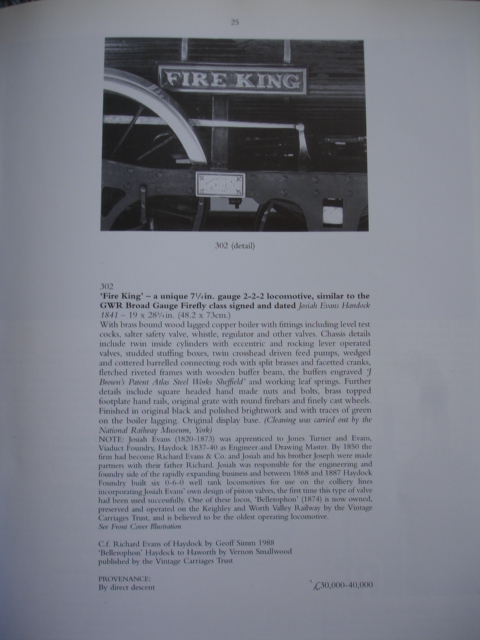 25
FIRE KING
302 (detail)
302
'Fire King' – a unique 7¼in. gauge 2-2-2 locomotive, similar to the
GWR Broad Gauge Firefly class signed and dated Josiah Evans Handock
1841 – 19 x 28¾in. (48.2 x 73cm.)
With brass bound wood lagged copper boiler with fittings including level test
cocks, salter safety valve, whistle, regulator and other valves. Chassis details
include twin inside cylinders with eccentric and rocking lever operated
valves, studded stuffing boxes, twin crosshead driven feed pumps, wedged
and cottered barrelled connecting rods with split brasses and facetted cranks,
fletched riveted frames with wooden buffer beam, the buffers engraved 'J
Brown's Patent Atlas Steel Works Sheffield' and working leaf springs. Further
details include square headed hand made nuts and bolts, brass topped
footplate hand rails, original grate with round firebars and finely cast wheels.
Finished in original black and polished brightwork and with traces of green
on the boiler lagging. Original display base. (Cleaning was carried out by the
National Railway Museum, York)
NOTE: Josiah Evans (1820-1873) was apprenticed to Jones Turner and Evans,
Viaduct Foundry, Haydock 1837-40 as Engineer and Drawing Master. By 1850 the
firm had become Richard Evans & Co. and Josiah and his brother Joseph were made
partners with their father Richard. Josiah was responsible for the engineering and
foundry side of the rapidly expanding business and between 1868 and 1887 Haydock
Foundry built six 0-6-0 well tank locomotives for use on the colliery lines
incorporating Josiah Evans' own design of piston valves, the first time this type of valve
had been used successfully. One of these locos, 'Bellerophon' (1874) is now owned,
preserved and operated on the Keighley and Worth Valley Railway by the Vintage
Carriages Trust, and is believed to be the oldest operating locomotive.
See Front Cover Illustration
C.f. Richard Evans of Haydock by Geoff Simm 1988
'Bellerophon' Haydock to Haworth by Vernon Smallwood
published by the Vintage Carriages Trust
PROVENANCE:
By direct descent
£30,000-40,000